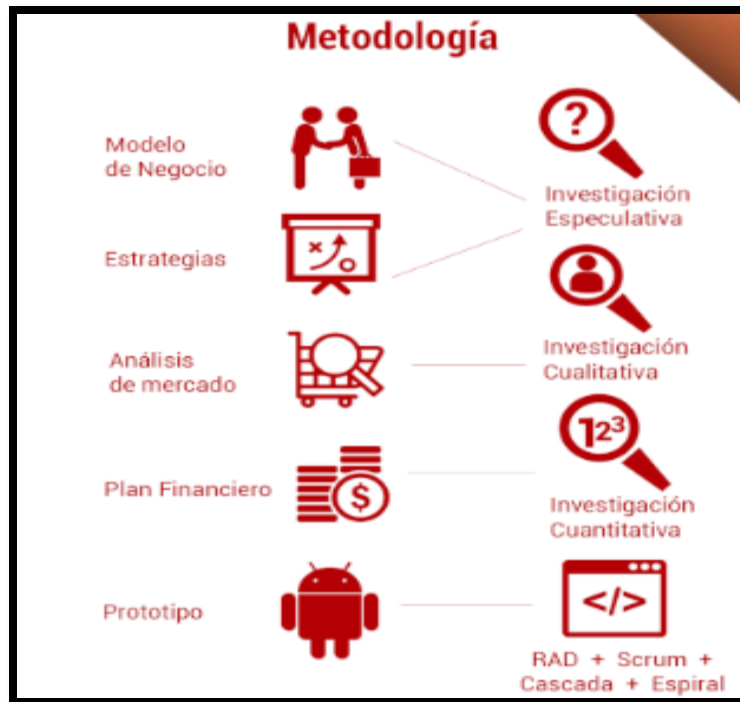 Metodología
Modelo
de Negocio
?
Investigación
Especulativa
Estrategias
Investigación
Cualitativa
Análisis
de mercado
123
Plan Financiero
$
Investigación
Cuantitativa
Prototipo
</>
RAD + Scrum +
Cascada + Espiral